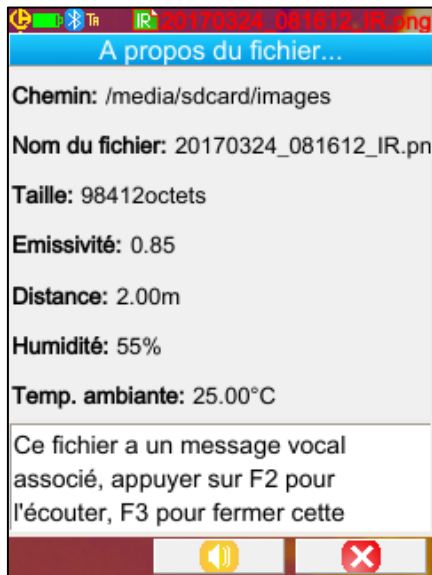 TR IR 20170324_081612_IR.png
A propos du fichier...
Chemin: /media/sdcard/images
Nom du fichier: 20170324_081612_IR.pn
Taille: 98412octets
Emissivité: 0.85
Distance: 2.00m
Humidité: 55%
Temp. ambiante: 25.00°C
Ce fichier a un message vocal
associé, appuyer sur F2 pour
l'écouter, F3 pour fermer cette